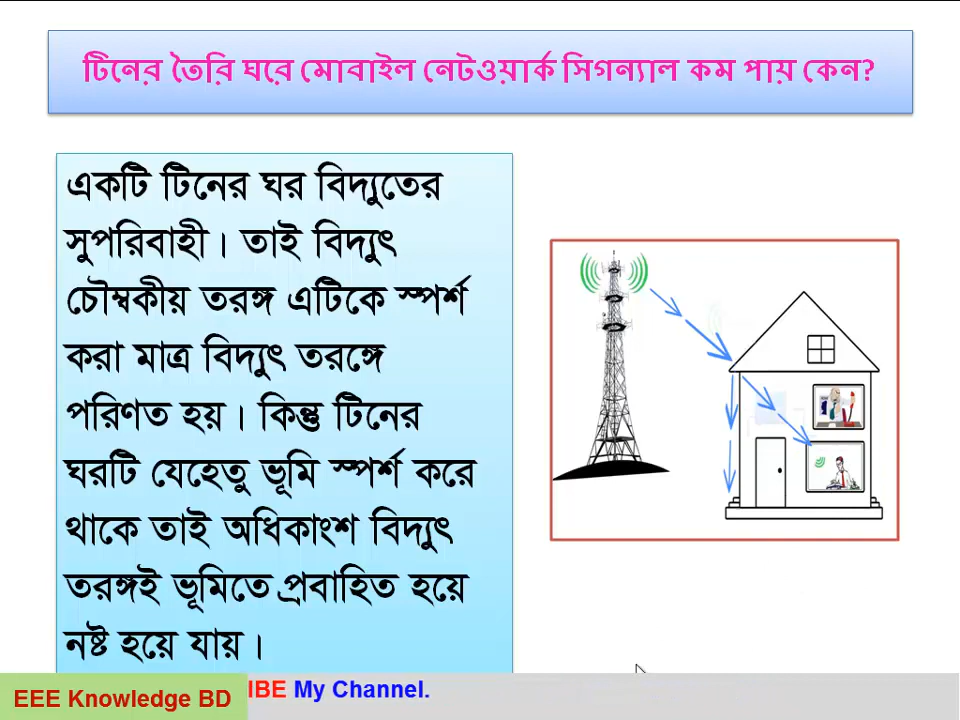 টিনের তৈরি ঘরে মোবাইল নেটওয়ার্ক সিগন্যাল কম পায় কেন?
একটি টিনের ঘর বিদ্যুতের
সুপরিবাহী। তাই বিদ্যুৎ
চৌম্বকীয় তরঙ্গ এটিকে স্পর্শ
করা মাত্র বিদ্যুৎ তরঙ্গে
পরিণত হয়। কিন্তু টিনের
ঘরটি যেহেতু ভূমি স্পর্শ করে
থাকে তাই অধিকাংশ বিদ্যুৎ
তরঙ্গই ভূমিতে প্রবাহিত হয়ে
নষ্ট হয়ে যায়।
EEE Knowledge BD
IBE My Channel.